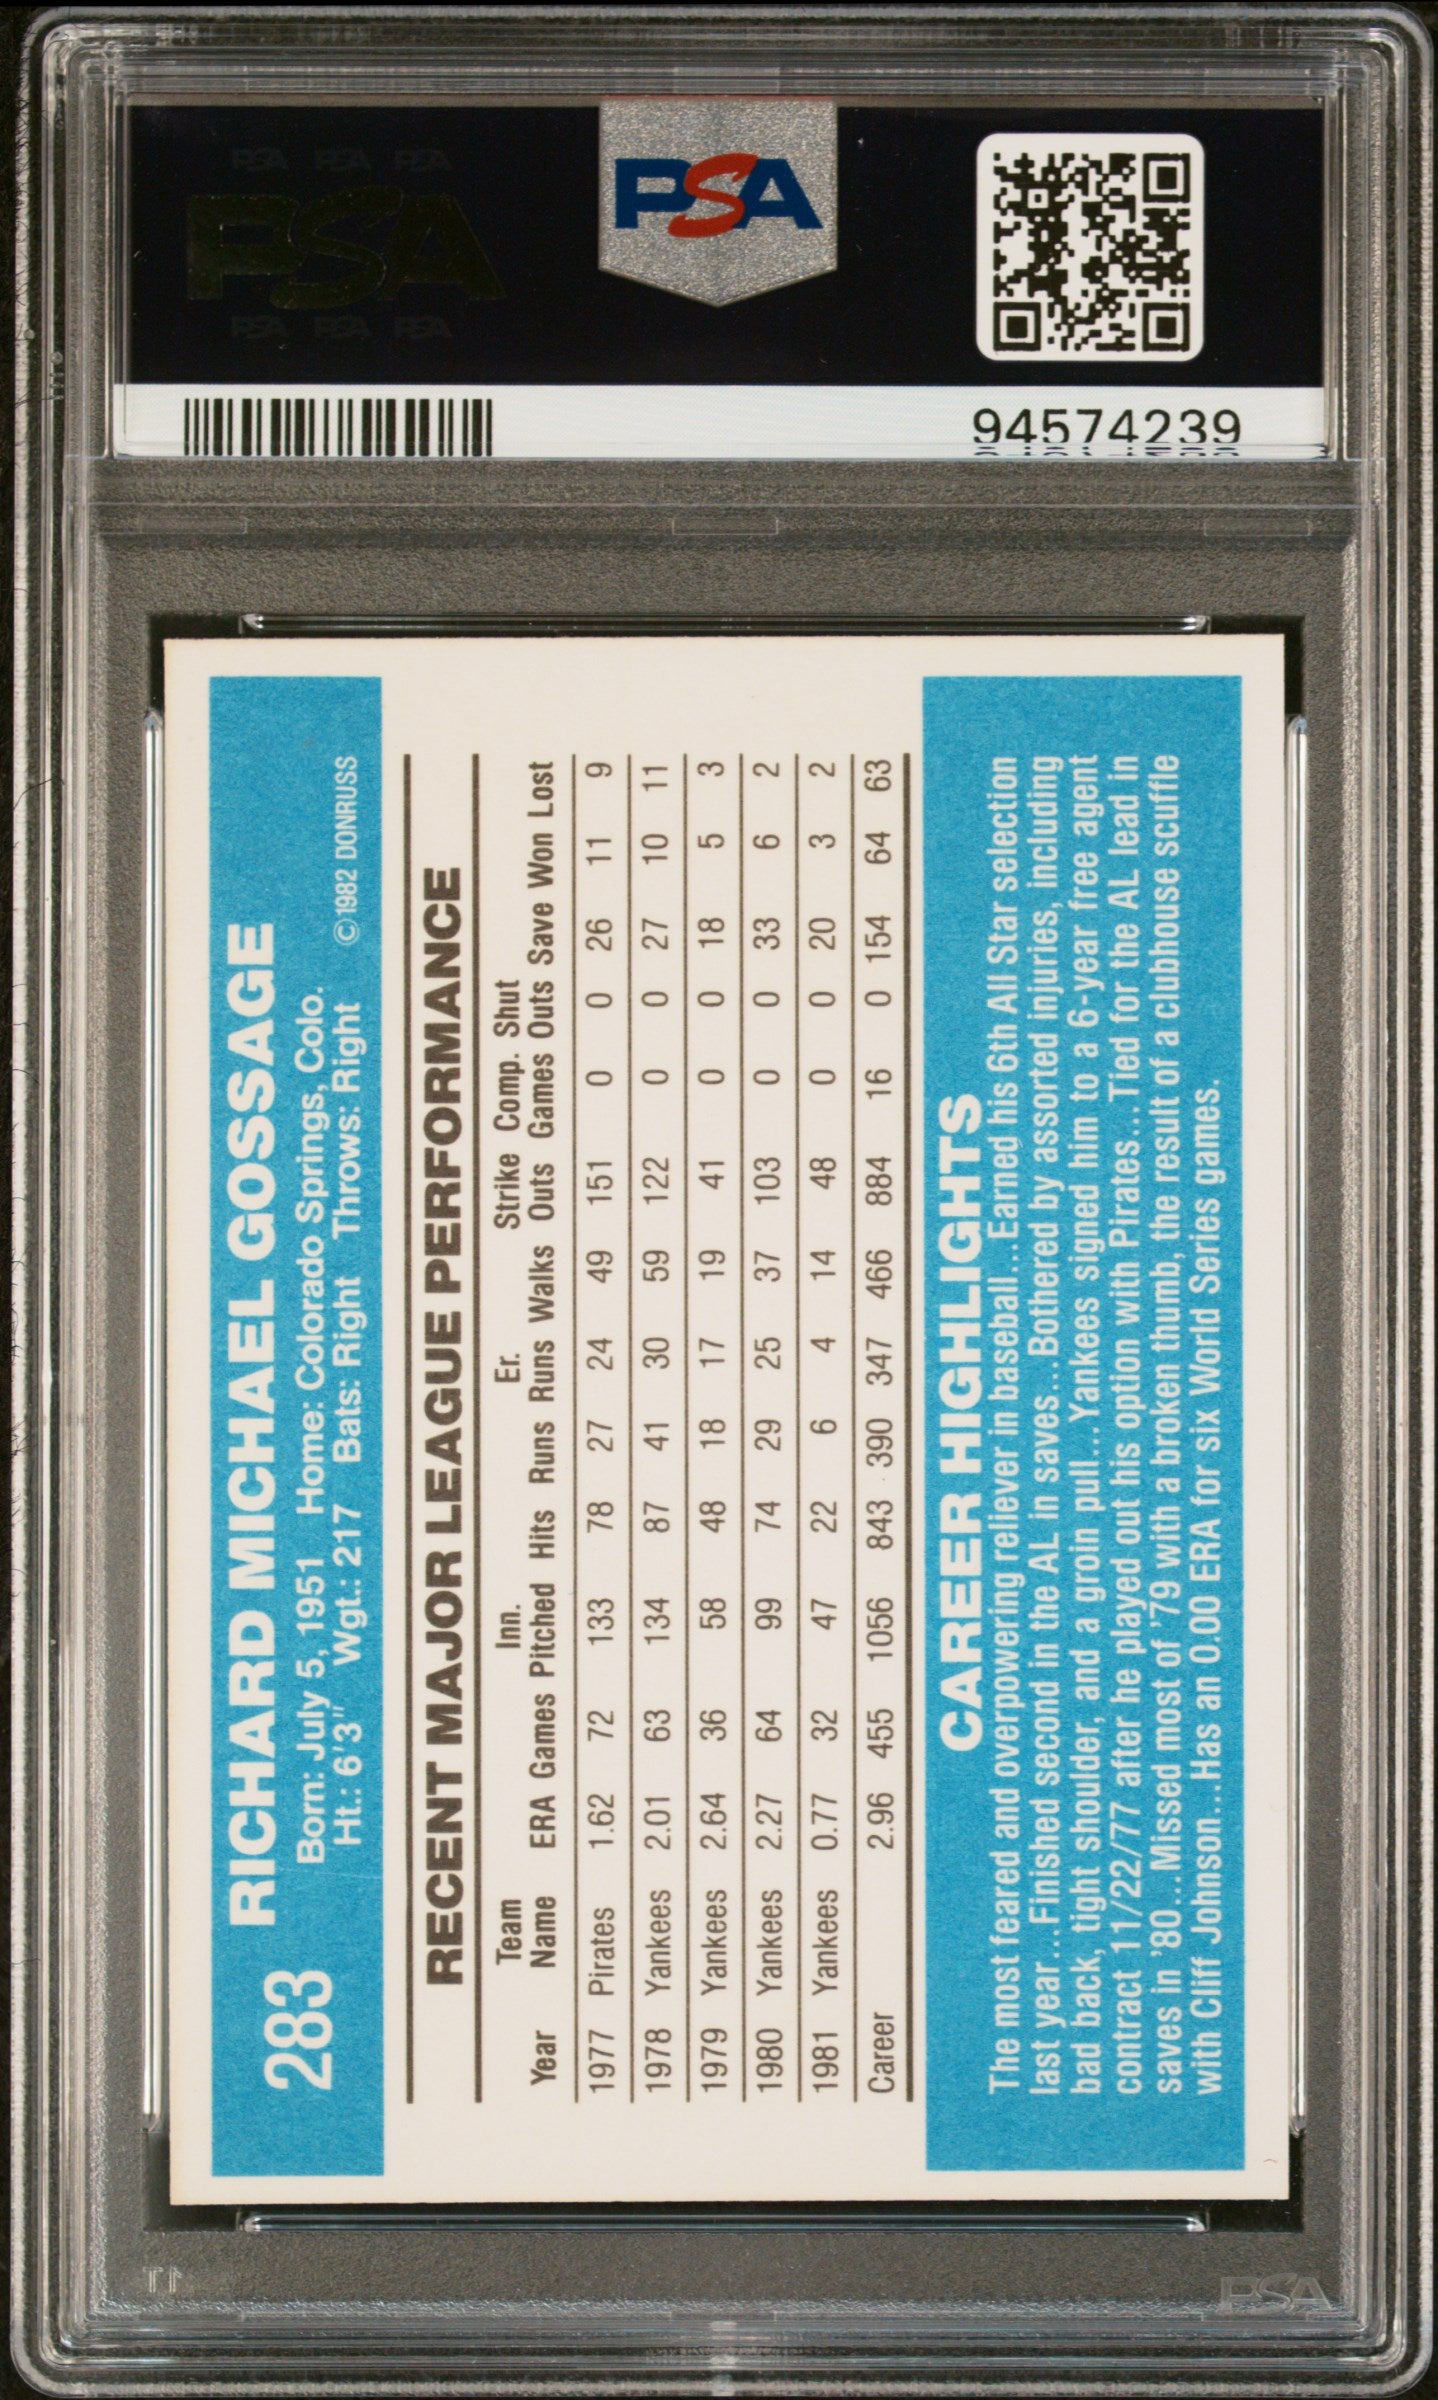 PSA PSA PSA
PSA
PSA PSA PSA
PSA
94574239
283 RICHARD MICHAEL GOSSAGE
Born: July 5, 1951 Home: Colorado Springs, Colo.
Ht.: 6'3" Wgt.: 217 Bats: Right Throws: Right ©1982 DONRUSS
RECENT MAJOR LEAGUE PERFORMANCE
Team Inn. Er. Strike Comp. Shut
Year Name ERA Games Pitched Hits Runs Runs Walks Outs Games Outs Save Won Lost
1977 Pirates 1.62 72 133 78 27 24 49 151 0 0 26 11 9
1978 Yankees 2.01 63 134 87 41 30 59 122 0 0 27 10 11
1979 Yankees 2.64 36 58 48 18 17 19 41 0 0 18 5 3
1980 Yankees 2.27 64 99 74 29 25 37 103 0 0 33 6 2
1981 Yankees 0.77 32 47 22 6 4 14 48 0 0 20 3 2
Career 2.96 455 1056 843 390 347 466 884 16 0 154 64 63
CAREER HIGHLIGHTS
The most feared and overpowering reliever in baseball...Earned his 6th All Star selection
last year...Finished second in the AL in saves...Bothered by assorted injuries, including
bad back, tight shoulder, and a groin pull...Yankees signed him to a 6-year free agent
contract 11/22/77 after he played out his option with Pirates...Tied for the AL lead in
saves in '80...Missed most of '79 with a broken thumb, the result of a clubhouse scuffle
with Cliff Johnson...Has an 0.00 ERA for six World Series games.
PSA